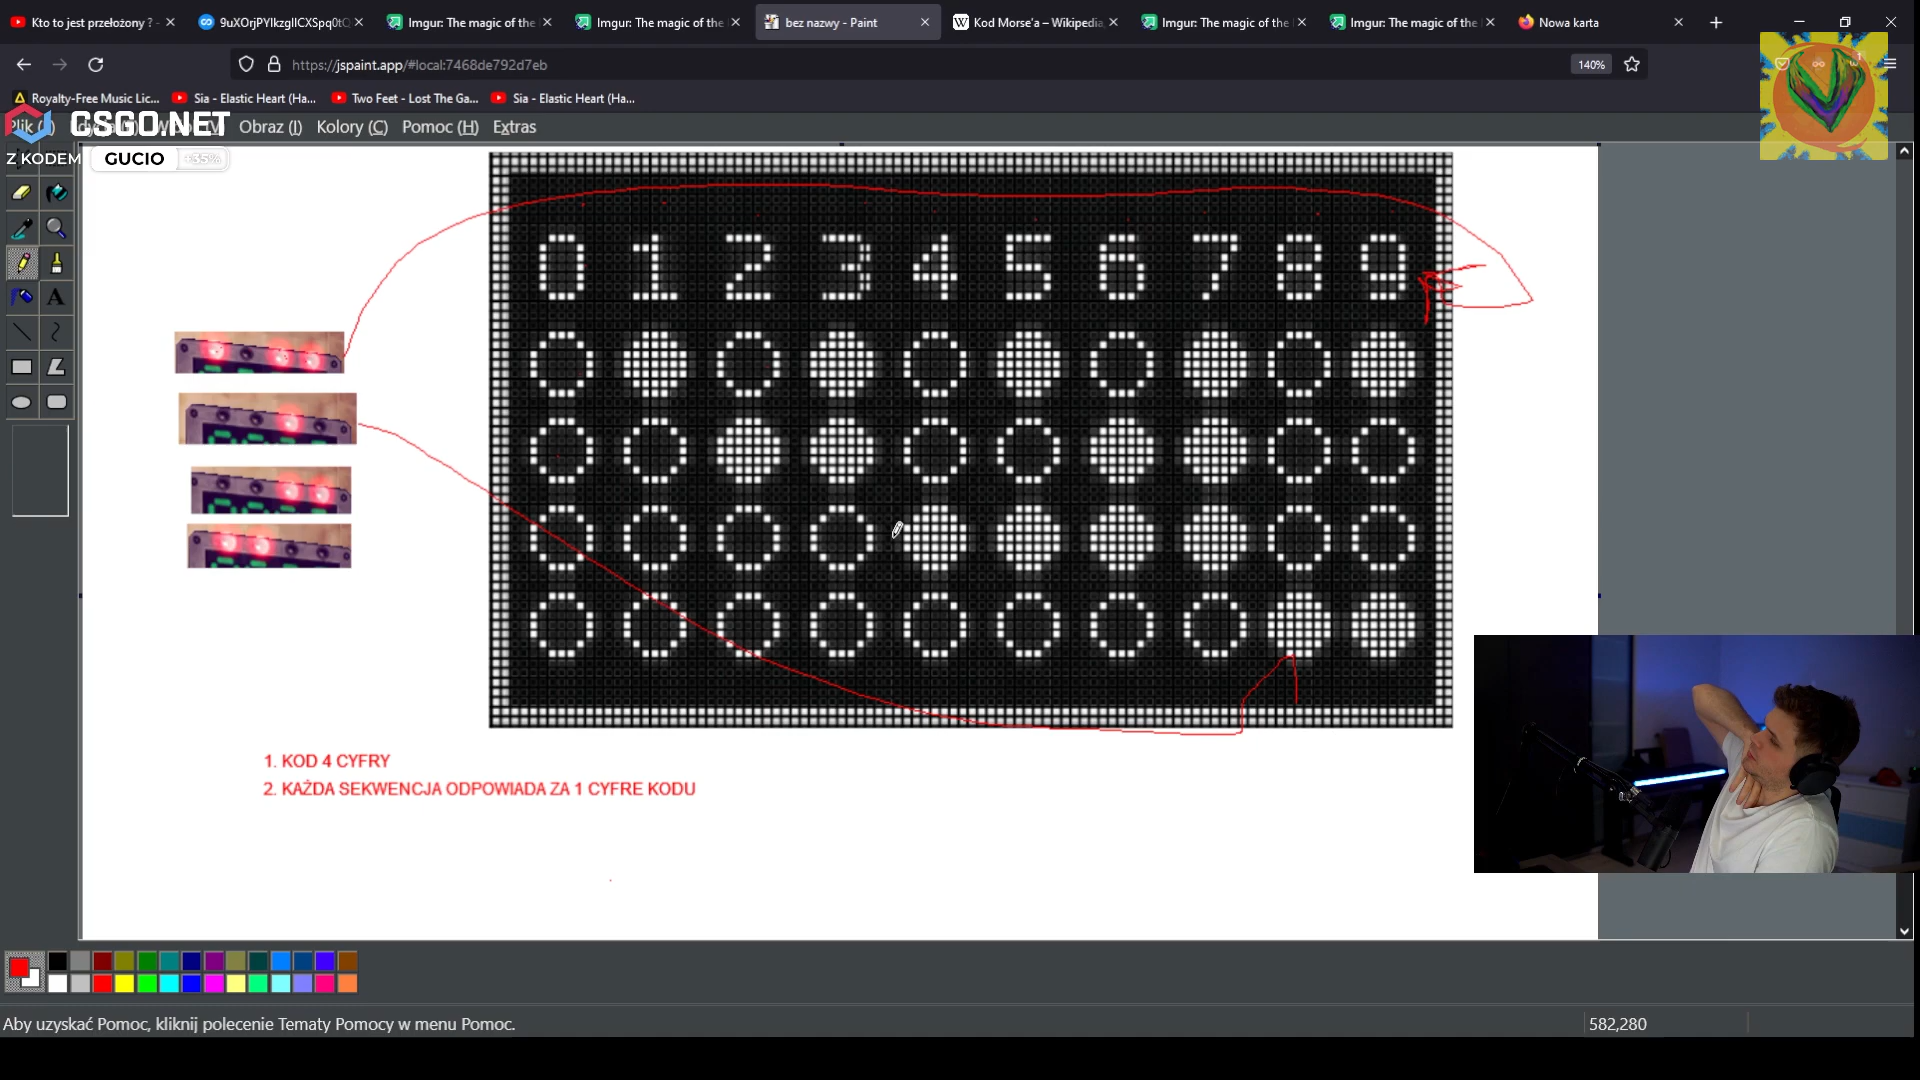 Kto to jest przełożony ? -
9uXOrjPYlkzgIlCXSpq0tO
Imgur: The magic of the
Imgur: The magic of the
bez nazwy - Paint
Kod Morse'a – Wikipedia,
Imgur: The magic of the
Imgur: The magic of the
Nowa karta
https://jspaint.app/#local:7468de792d7eb
140%
Royalty-Free Music Lic...
Sia - Elastic Heart (Ha...
Two Feet - Lost The Ga...
Sia - Elastic Heart (Ha...
CSGO.NET
Obraz (I)
Kolory (C)
Pomoc (H)
Extras
Z KODEM
GUCIO
+35%
0 1 2 3 4 5 6 7 8 9
1. KOD 4 CYFRY
2. KAŻDA SEKWENCJA ODPOWIADA ZA 1 CYFRE KODU
Aby uzyskać Pomoc, kliknij polecenie Tematy Pomocy w menu Pomoc.
582,280